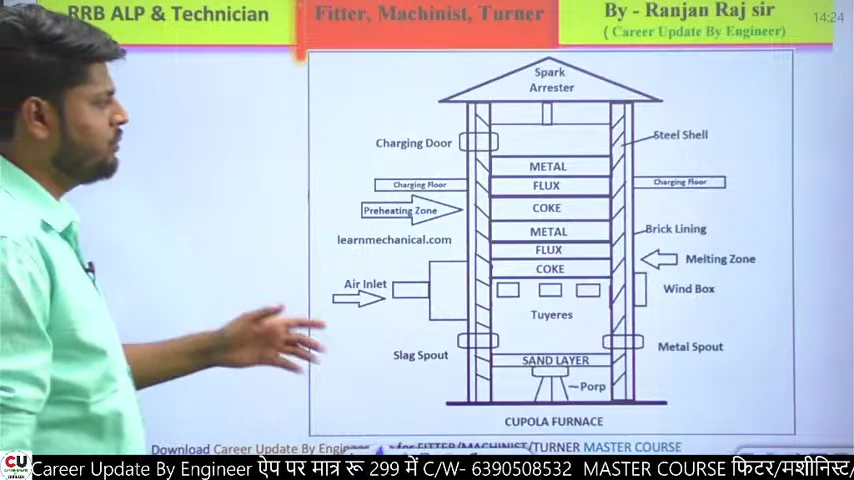 RRB ALP & Technician
Fitter, Machinist, Turner
By - Ranjan Raj sir
( Career Update By Engineer)
14:24
Spark
Arrester
Charging Door
Steel Shell
METAL
Charging Floor
FLUX
Charging Floor
Preheating Zone
COKE
METAL
Brick Lining
learnmechanical.com
FLUX
Melting Zone
COKE
Air Inlet
Wind Box
Tuyeres
Slag Spout
Metal Spout
SAND LAYER
Porp
CUPOLA FURNACE
Download Career Update By Engineer for FITTER/MACHINIST/TURNER MASTER COURSE
CU
Career Update By Engineer ऐप पर मात्र रू 299 में C/W- 6390508532 MASTER COURSE फिटर/मशीनिस्ट/